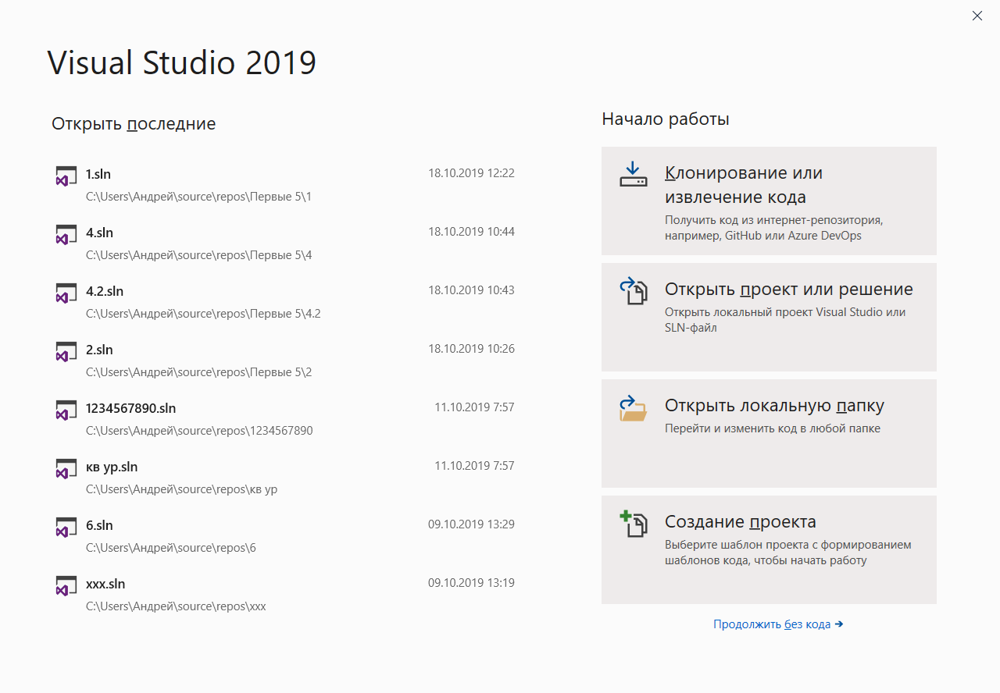 Visual Studio 2019
Открыть последние
1.sln 18.10.2019 12:22
C:\Users\Андрей\source\repos\Первые 5\1
4.sln 18.10.2019 10:44
C:\Users\Андрей\source\repos\Первые 5\4
4.2.sln 18.10.2019 10:43
C:\Users\Андрей\source\repos\Первые 5\4.2
2.sln 18.10.2019 10:26
C:\Users\Андрей\source\repos\Первые 5\2
1234567890.sln 11.10.2019 7:57
C:\Users\Андрей\source\repos\1234567890
кв ур.sln 11.10.2019 7:57
C:\Users\Андрей\source\repos\кв ур
6.sln 09.10.2019 13:29
C:\Users\Андрей\source\repos\6
xxx.sln 09.10.2019 13:19
C:\Users\Андрей\source\repos\xxx
Начало работы
Клонирование или
извлечение кода
Получить код из интернет-репозитория,
например, GitHub или Azure DevOps
Открыть проект или решение
Открыть локальный проект Visual Studio или
SLN-файл
Открыть локальную папку
Перейти и изменить код в любой папке
Создание проекта
Выберите шаблон проекта с формированием
шаблонов кода, чтобы начать работу
Продолжить без кода →